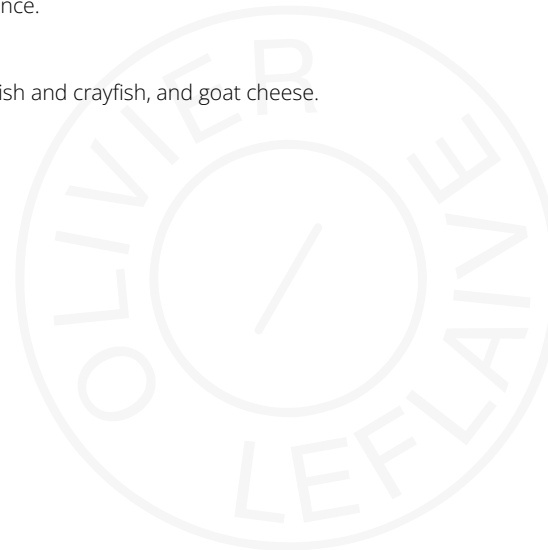 nce.
ish and crayfish, and goat cheese.
OLIVIER
LEFLAIVE